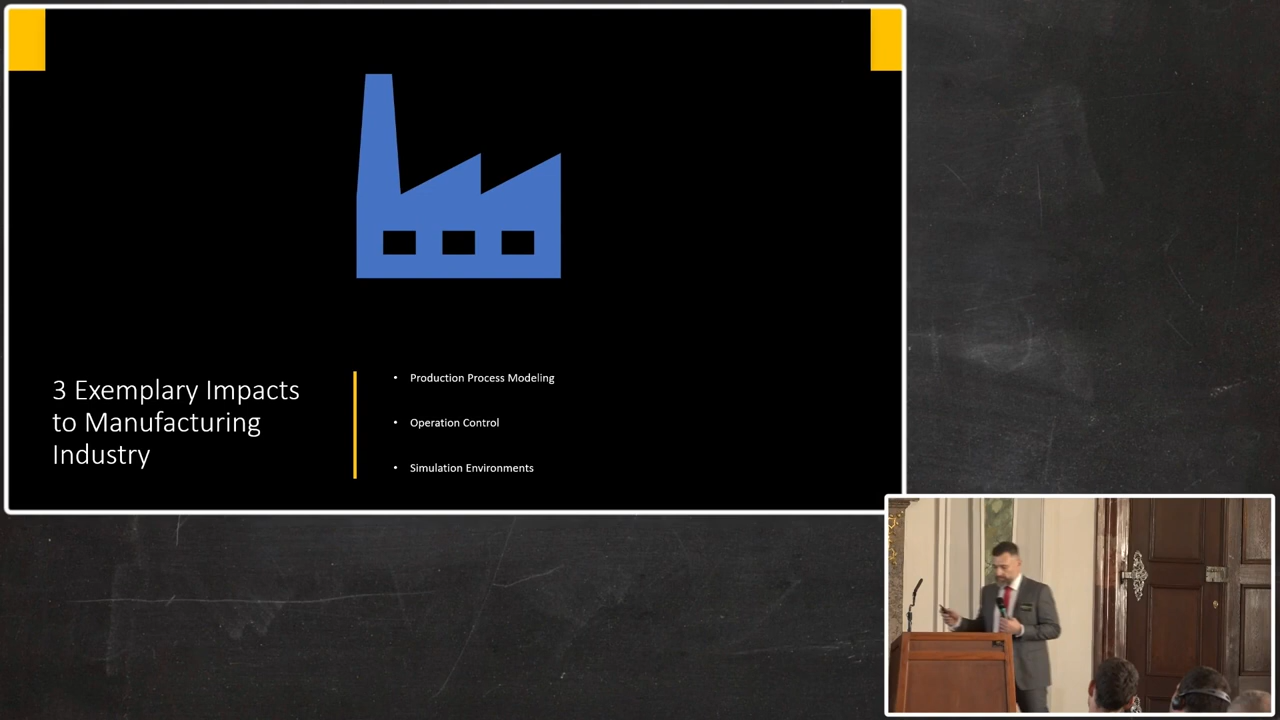 3 Exemplary Impacts
to Manufacturing
Industry
• Production Process Modeling
• Operation Control
• Simulation Environments